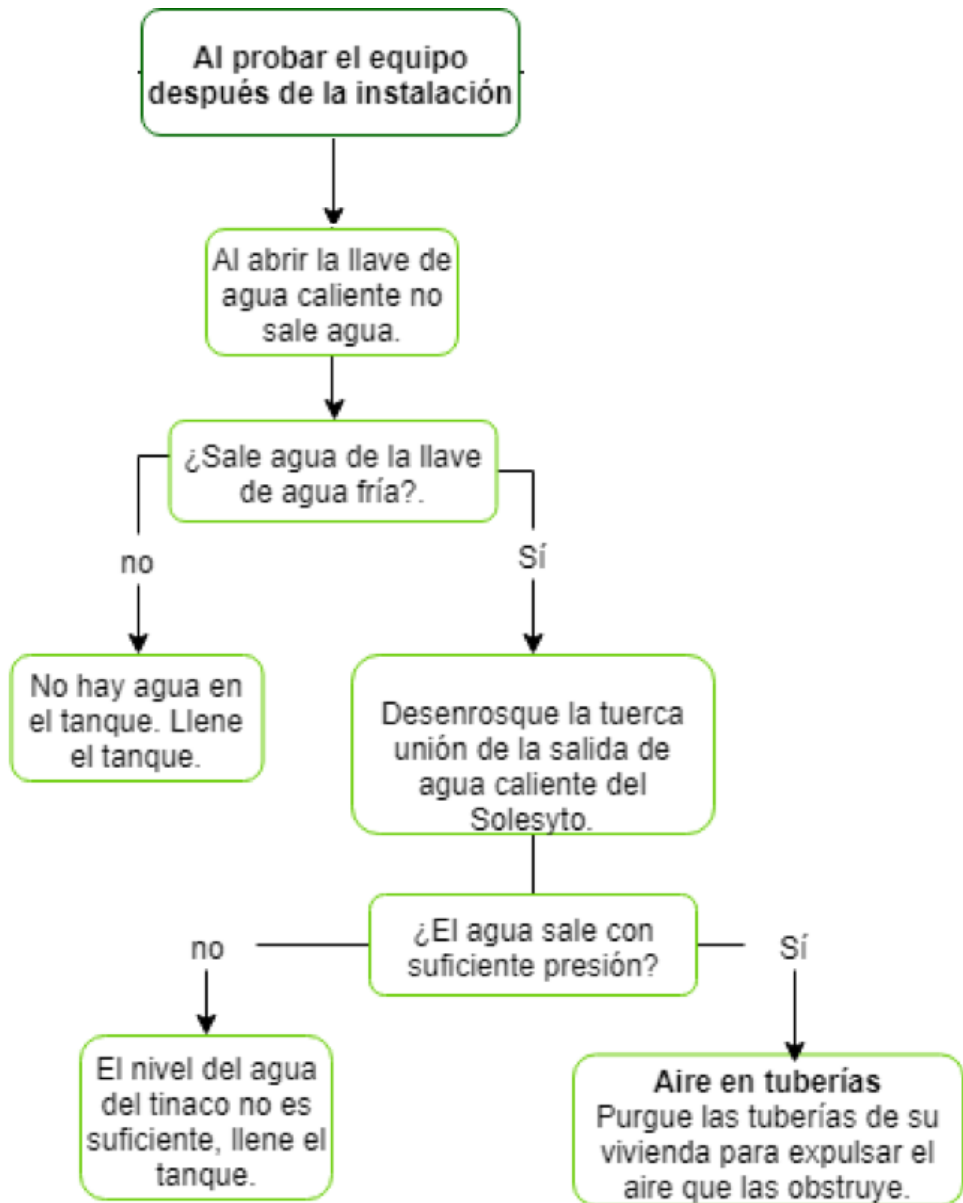 Al probar el equipo
después de la instalación
Al abrir la llave de
agua caliente no
sale agua.
¿Sale agua de la llave
de agua fría?.
no
Sí
No hay agua en
el tanque. Llene
el tanque.
Desenrosque la tuerca
unión de la salida de
agua caliente del
Solesyto.
¿El agua sale con
suficiente presión?
no
Sí
El nivel del agua
del tinaco no es
suficiente, llene el
tanque.
Aire en tuberías
Purgue las tuberías de su
vivienda para expulsar el
aire que las obstruye.